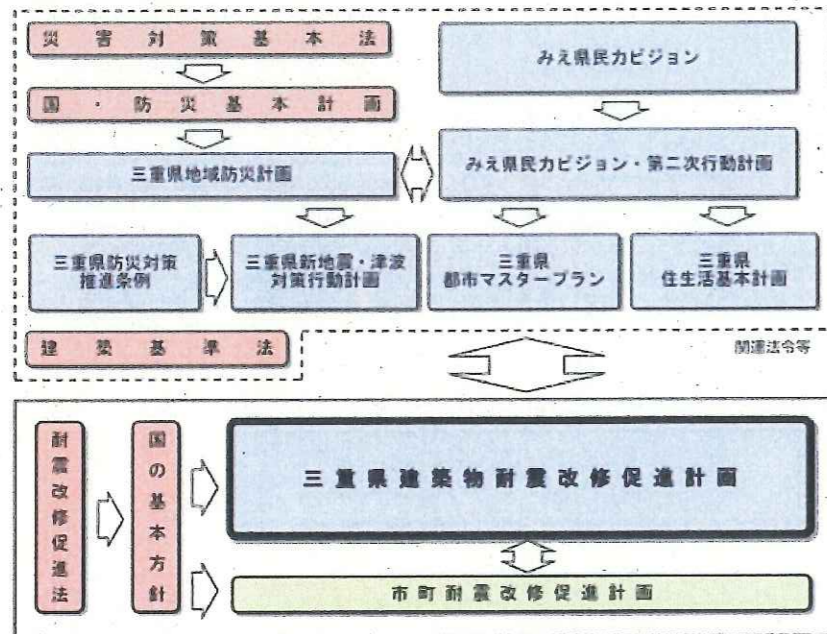 災害対策基本法
みえ県民力ビジョン
国・防災基本計画
三重県地域防災計画
みえ県民力ビジョン・第二次行動計画
三重県防災対策
推進条例
三重県新地震・津波
対策行動計画
三重県
都市マスタープラン
三重県
住生活基本計画
建築基準法
関連法令等
耐震改修促進法
国の基本方針
三重県建築物耐震改修促進計画
市町耐震改修促進計画